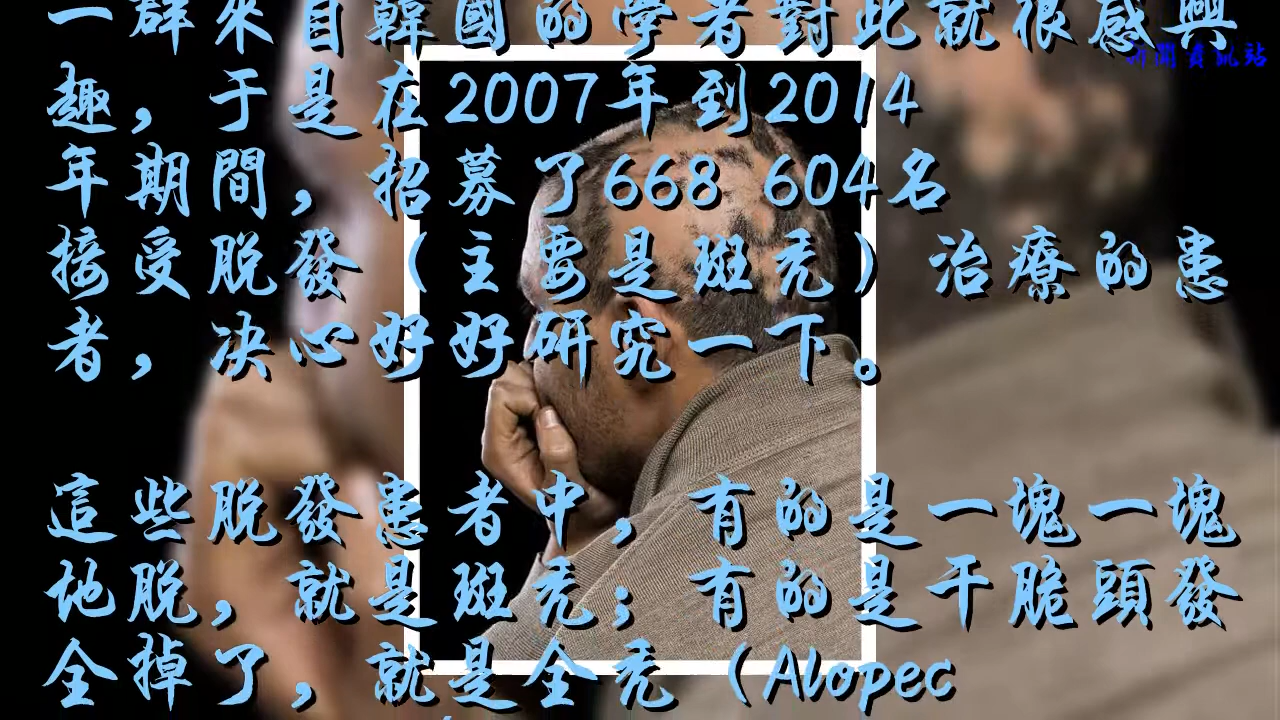 一群來自韓國的學者對此就很感興
新聞資訊站
趣，于是在2007年到2014
年期間，招募了668 604名
接受脫發（主要是斑禿）治療的患
者，決心好好研究一下。
這些脫發患者中，有的是一塊一塊
地脫，就是斑禿；有的是干脆頭發
全掉了，就是全禿（Alopec